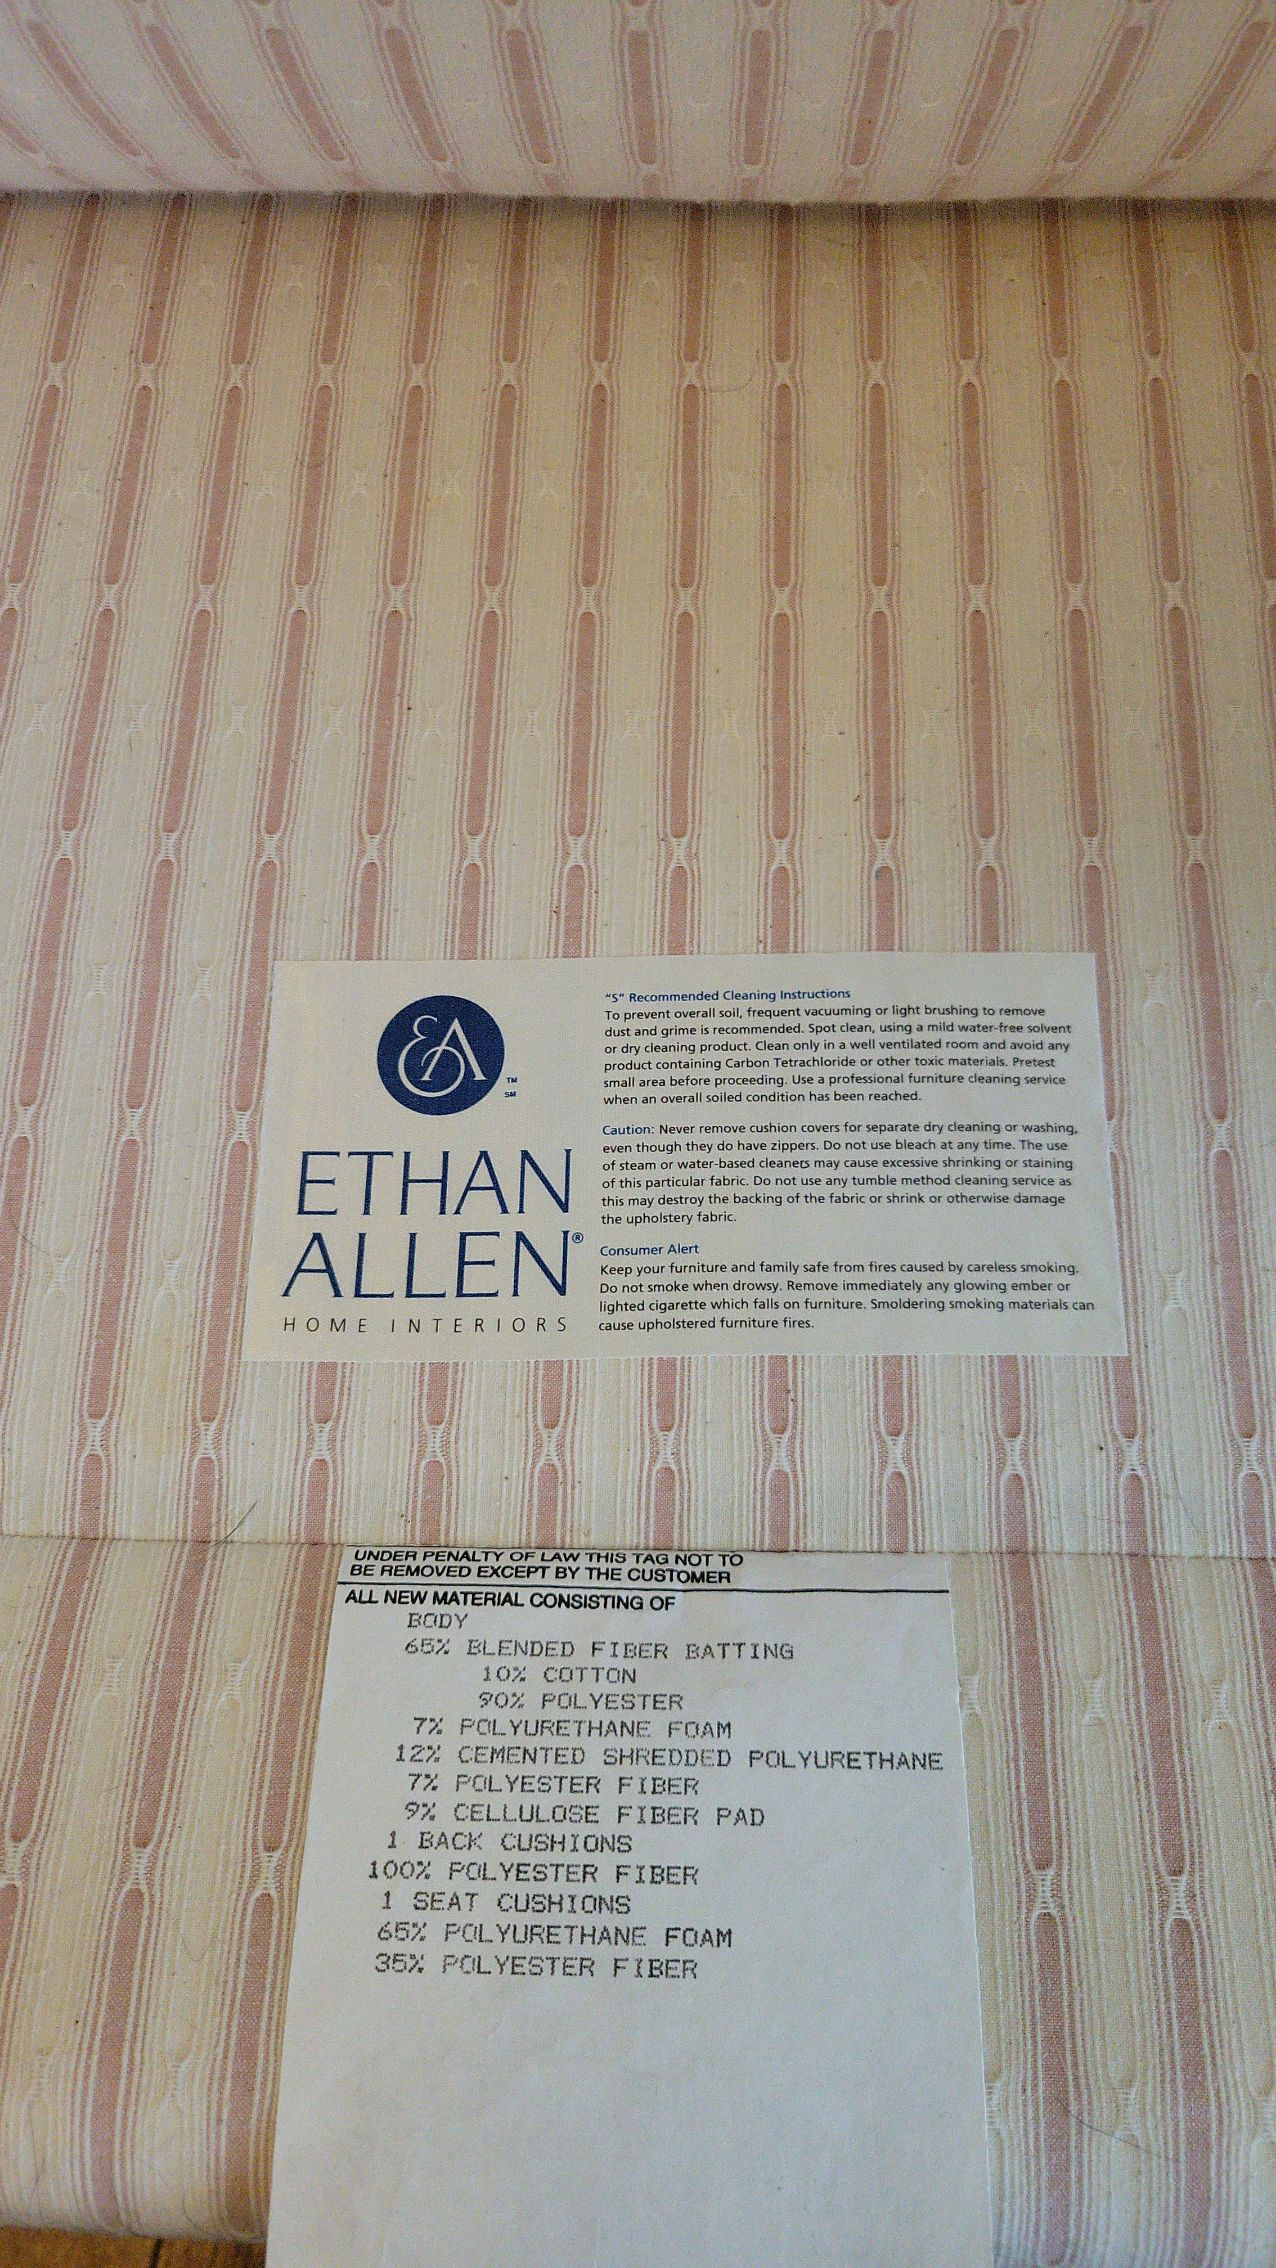 EA
TM
SM
ETHAN
ALLEN®
HOME INTERIORS
"S" Recommended Cleaning Instructions
To prevent overall soil, frequent vacuuming or light brushing to remove
dust and grime is recommended. Spot clean, using a mild water-free solvent
or dry cleaning product. Clean only in a well ventilated room and avoid any
product containing Carbon Tetrachloride or other toxic materials. Pretest
small area before proceeding. Use a professional furniture cleaning service
when an overall soiled condition has been reached.
Caution: Never remove cushion covers for separate dry cleaning or washing,
even though they do have zippers. Do not use bleach at any time. The use
of steam or water-based cleaners may cause excessive shrinking or staining
of this particular fabric. Do not use any tumble method cleaning service as
this may destroy the backing of the fabric or shrink or otherwise damage
the upholstery fabric.
Consumer Alert
Keep your furniture and family safe from fires caused by careless smoking.
Do not smoke when drowsy. Remove immediately any glowing ember or
lighted cigarette which falls on furniture. Smoldering smoking materials can
cause upholstered furniture fires.
UNDER PENALTY OF LAW THIS TAG NOT TO
BE REMOVED EXCEPT BY THE CUSTOMER
ALL NEW MATERIAL CONSISTING OF
BODY
65% BLENDED FIBER BATTING
10% COTTON
90% POLYESTER
7% POLYURETHANE FOAM
12% CEMENTED SHREDDED POLYURETHANE
7% POLYESTER FIBER
9% CELLULOSE FIBER PAD
1 BACK CUSHIONS
100% POLYESTER FIBER
1 SEAT CUSHIONS
65% POLYURETHANE FOAM
35% POLYESTER FIBER